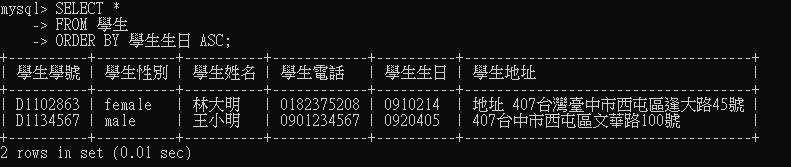 mysql> SELECT *
    -> FROM 學生
    -> ORDER BY 學生生日 ASC;
+----------+----------+----------+------------+----------+--------------------------------+
| 學生學號 | 學生性別 | 學生姓名 | 學生電話 | 學生生日 | 學生地址 |
+----------+----------+----------+------------+----------+--------------------------------+
| D1102863 | female | 林大明 | 0182375208 | 0910214 | 地址 407台灣臺中市西屯區逢大路45號 |
| D1134567 | male | 王小明 | 0901234567 | 0920405 | 407台中市西屯區文華路100號 |
+----------+----------+----------+------------+----------+--------------------------------+
2 rows in set (0.01 sec)